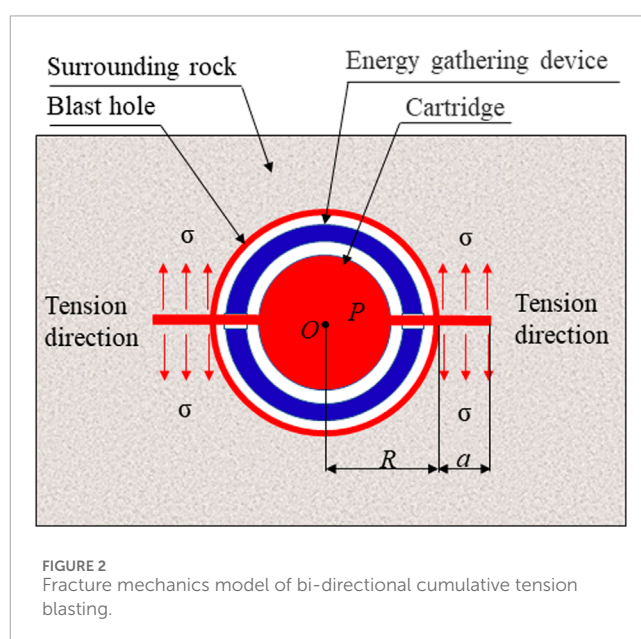 Surrounding rock
Energy gathering device
Blast hole
Cartridge
σ
σ
Tension
direction
P
O
Tension
direction
σ
σ
R
a
FIGURE 2
Fracture mechanics model of bi-directional cumulative tension
blasting.